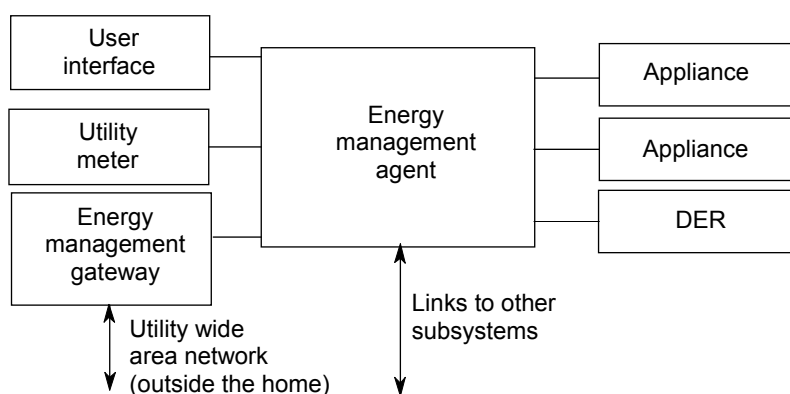 User
interface
Utility
meter
Energy
management
gateway
Energy
management
agent
Appliance
Appliance
DER
Links to other
subsystems
Utility wide
area network
(outside the home)